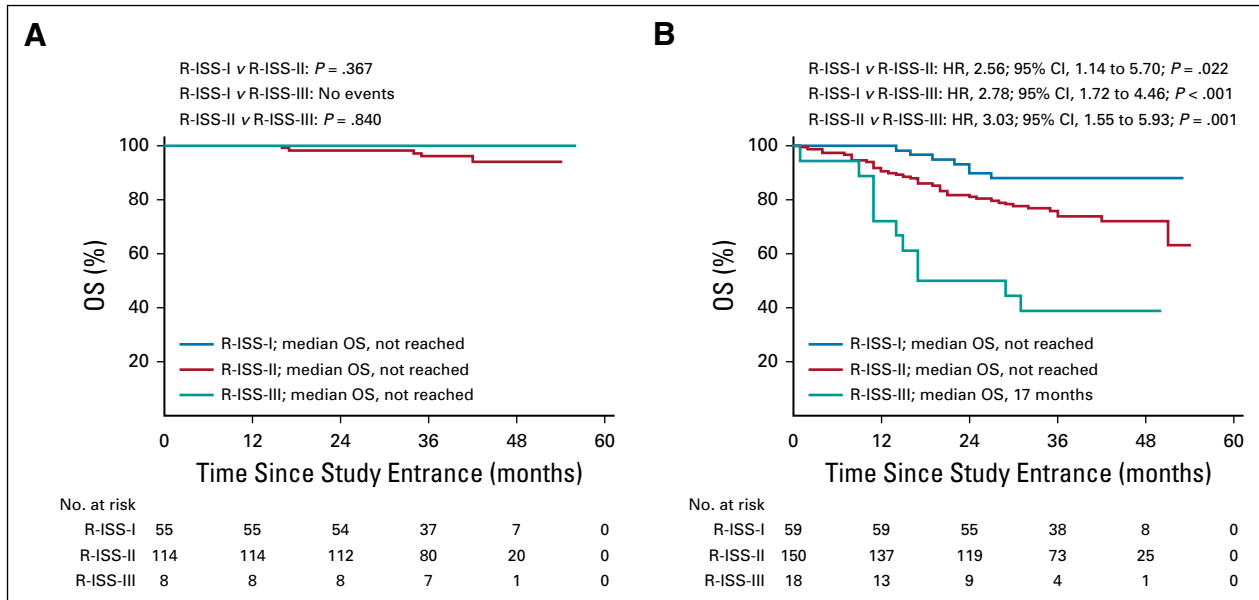 A
R-ISS-I v R-ISS-II: P = .367
R-ISS-I v R-ISS-III: No events
R-ISS-II v R-ISS-III: P = .840
100
80
60
40
20
OS (%)
R-ISS-I; median OS, not reached
R-ISS-II; median OS, not reached
R-ISS-III; median OS, not reached
0 12 24 36 48 60
Time Since Study Entrance (months)
No. at risk
R-ISS-I 55 55 54 37 7 0
R-ISS-II 114 114 112 80 20 0
R-ISS-III 8 8 8 7 1 0
B
R-ISS-I v R-ISS-II: HR, 2.56; 95% CI, 1.14 to 5.70; P = .022
R-ISS-I v R-ISS-III: HR, 2.78; 95% CI, 1.72 to 4.46; P < .001
R-ISS-II v R-ISS-III: HR, 3.03; 95% CI, 1.55 to 5.93; P = .001
100
80
60
40
20
OS (%)
R-ISS-I; median OS, not reached
R-ISS-II; median OS, not reached
R-ISS-III; median OS, 17 months
0 12 24 36 48 60
Time Since Study Entrance (months)
No. at risk
R-ISS-I 59 59 55 38 8 0
R-ISS-II 150 137 119 73 25 0
R-ISS-III 18 13 9 4 1 0